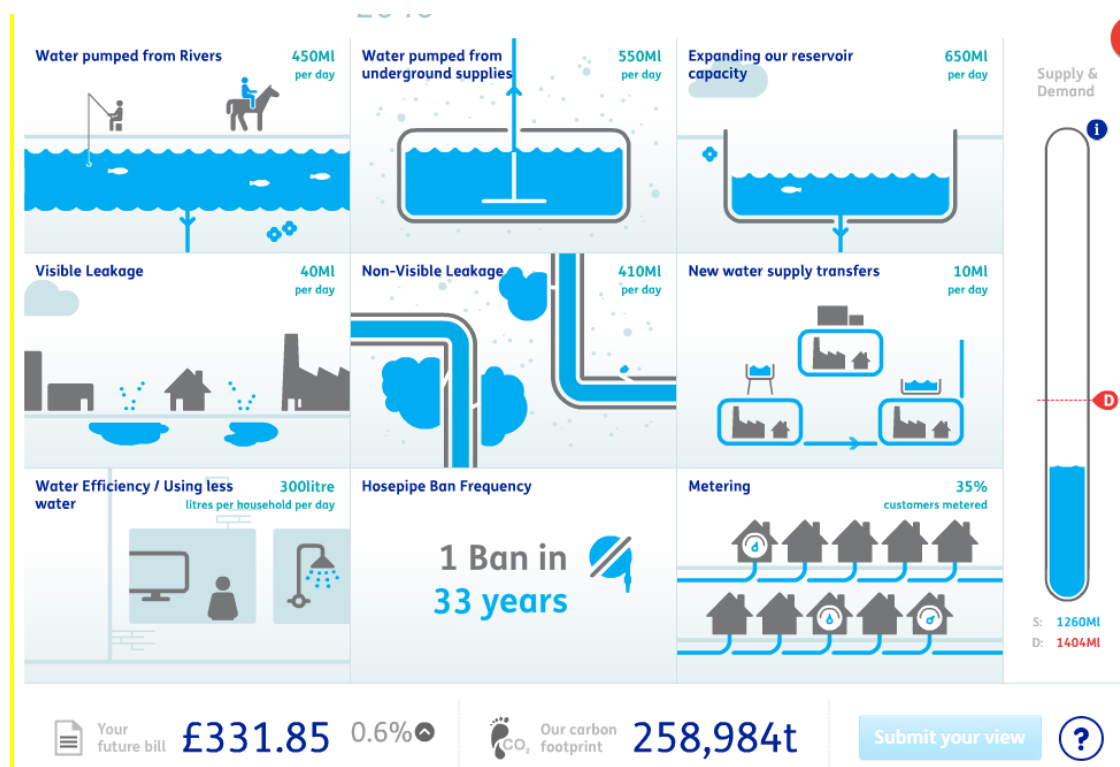 Water pumped from Rivers
450Ml
per day
Water pumped from
underground supplies
550Ml
per day
Expanding our reservoir
capacity
650Ml
per day
Supply &
Demand
i
D
Visible Leakage
40Ml
per day
Non-Visible Leakage
410Ml
per day
New water supply transfers
10Ml
per day
Water Efficiency / Using less
water
300litre
litres per household per day
Hosepipe Ban Frequency
1 Ban in
33 years
Metering
35%
customers metered
S: 1260Ml
D: 1404Ml
Your
future bill
£331.85
0.6%
CO₂
Our carbon
footprint
258,984t
Submit your view
?